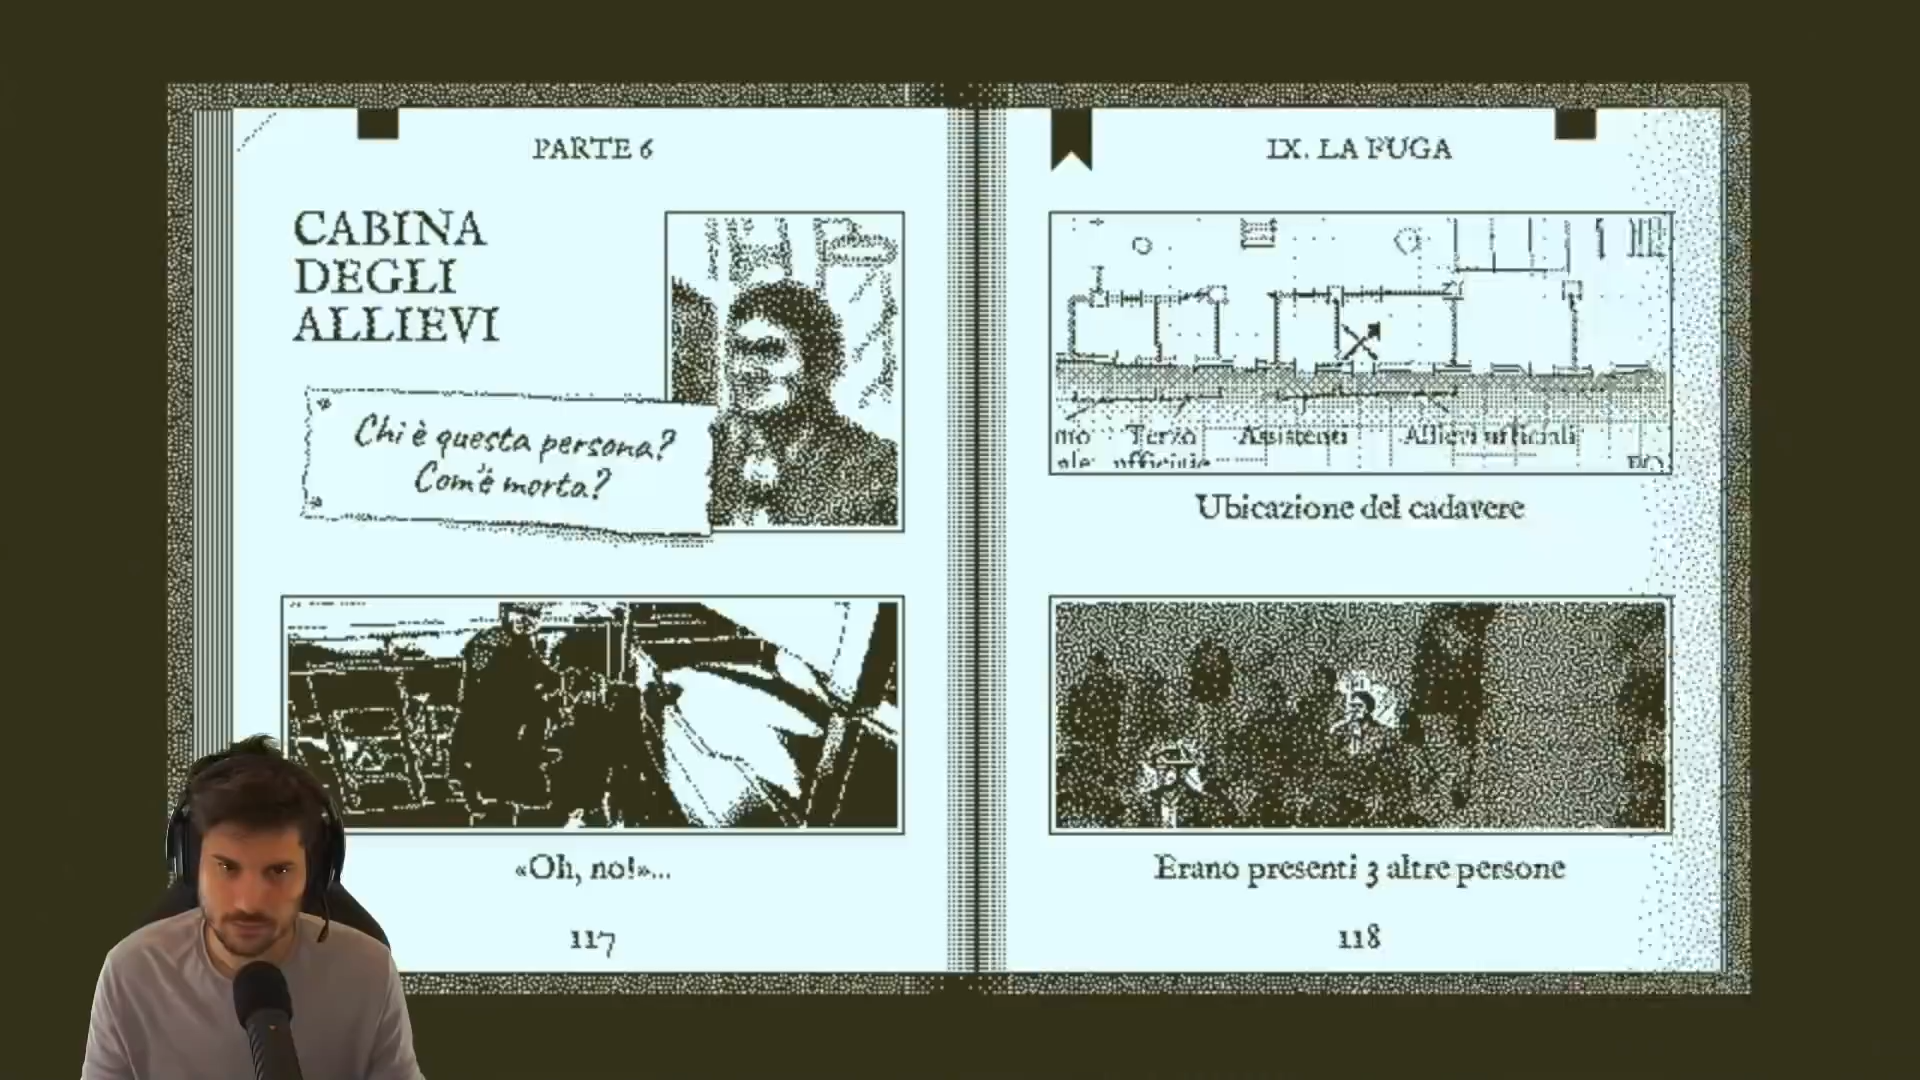 PARTE 6
CABINA
DEGLI
ALLIEVI
Chi è questa persona?
Com'è morta?
«Oh, no!»...
117
IX. LA FUGA
Terzo Assistenti Allievi ufficiali
ufficiale
Ubicazione del cadavere
Erano presenti 3 altre persone
118